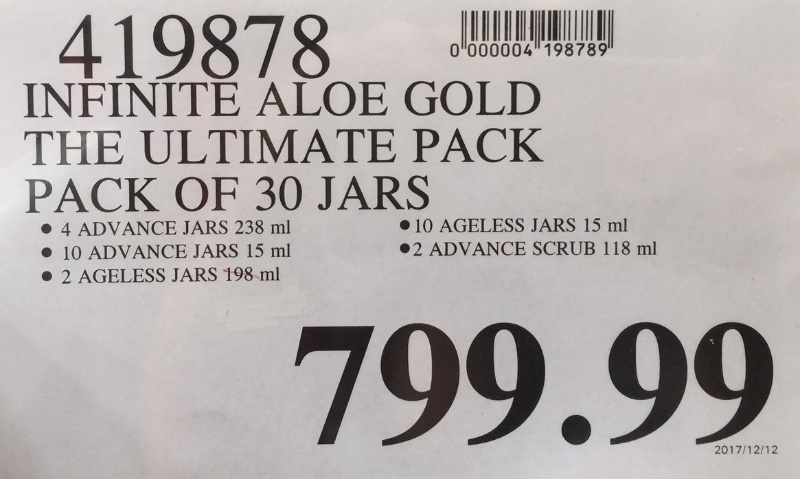 419878
0 000004 198789
INFINITE ALOE GOLD
THE ULTIMATE PACK
PACK OF 30 JARS
• 4 ADVANCE JARS 238 ml
• 10 ADVANCE JARS 15 ml
• 2 AGELESS JARS 198 ml
•10 AGELESS JARS 15 ml
•2 ADVANCE SCRUB 118 ml
799.99
2017/12/12